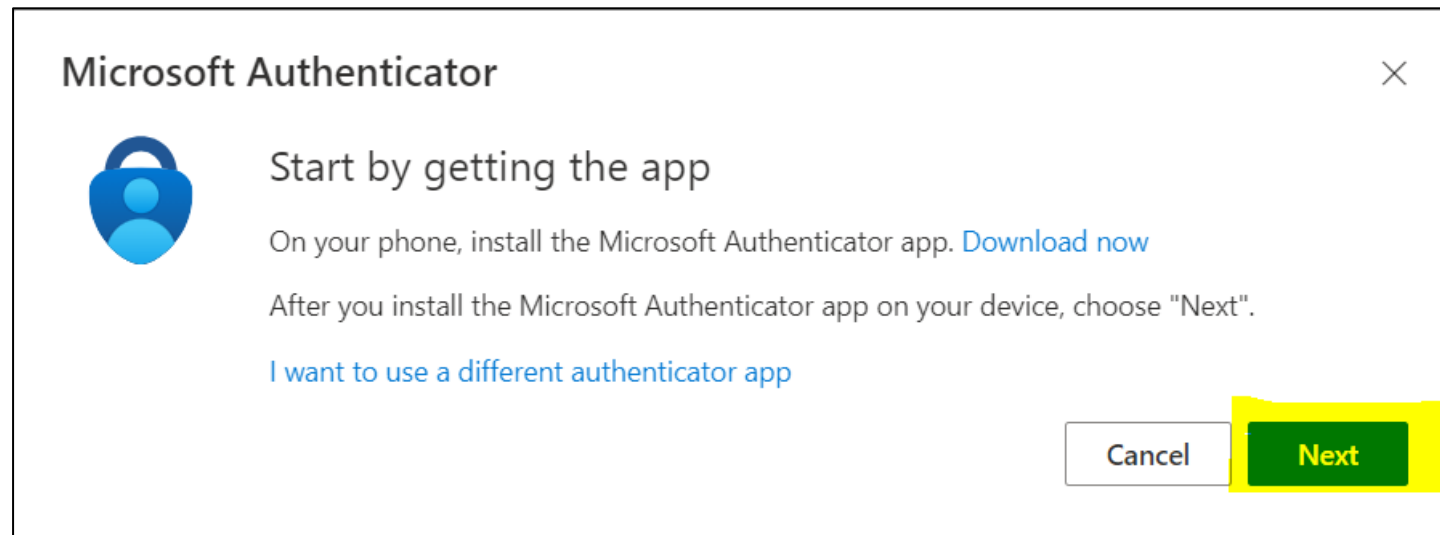 Microsoft Authenticator
Start by getting the app
On your phone, install the Microsoft Authenticator app. Download now
After you install the Microsoft Authenticator app on your device, choose "Next".
I want to use a different authenticator app
Cancel
Next